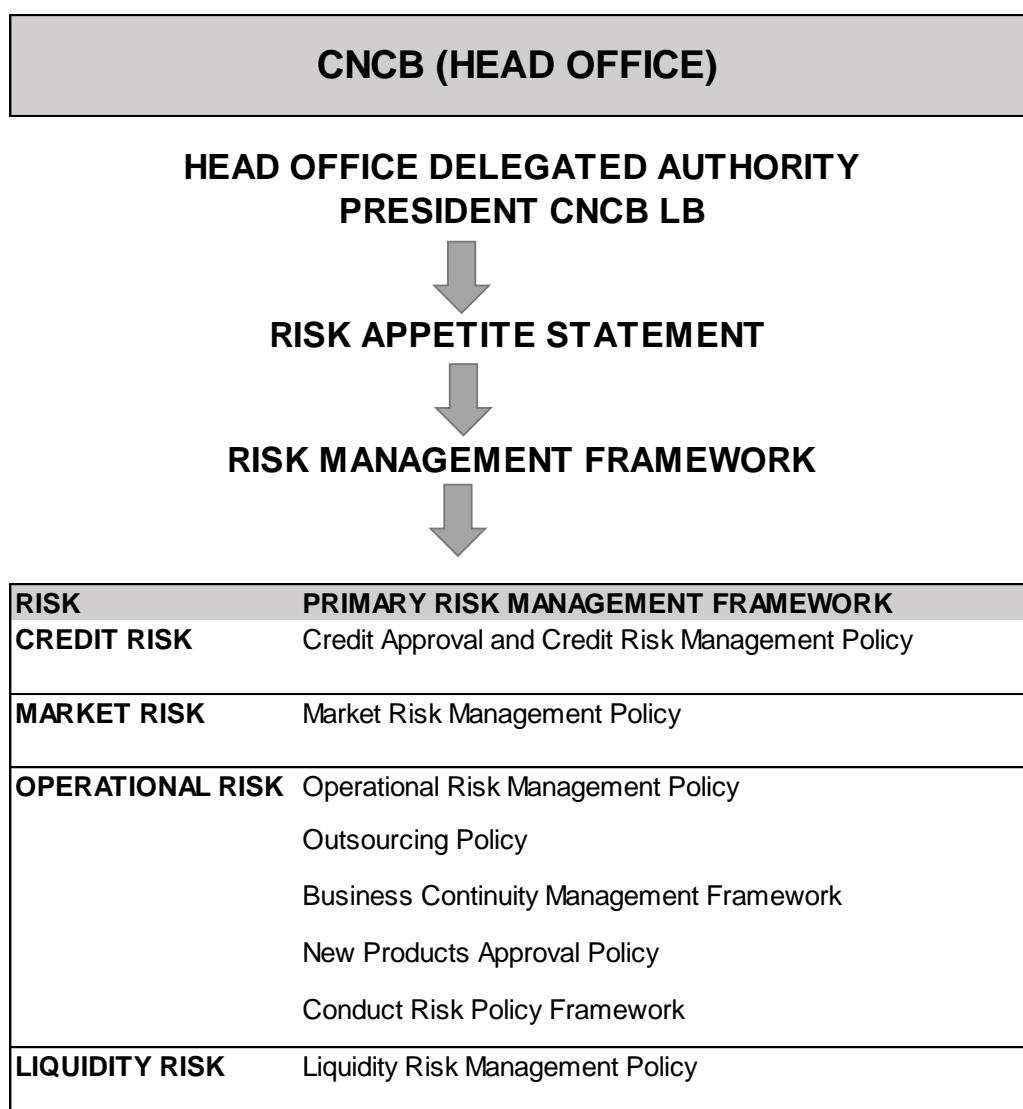 CNCB (HEAD OFFICE)
HEAD OFFICE DELEGATED AUTHORITY
PRESIDENT CNCB LB
RISK APPETITE STATEMENT
RISK MANAGEMENT FRAMEWORK
RISK PRIMARY RISK MANAGEMENT FRAMEWORK
CREDIT RISK Credit Approval and Credit Risk Management Policy
MARKET RISK Market Risk Management Policy
OPERATIONAL RISK Operational Risk Management Policy
Outsourcing Policy
Business Continuity Management Framework
New Products Approval Policy
Conduct Risk Policy Framework
LIQUIDITY RISK Liquidity Risk Management Policy